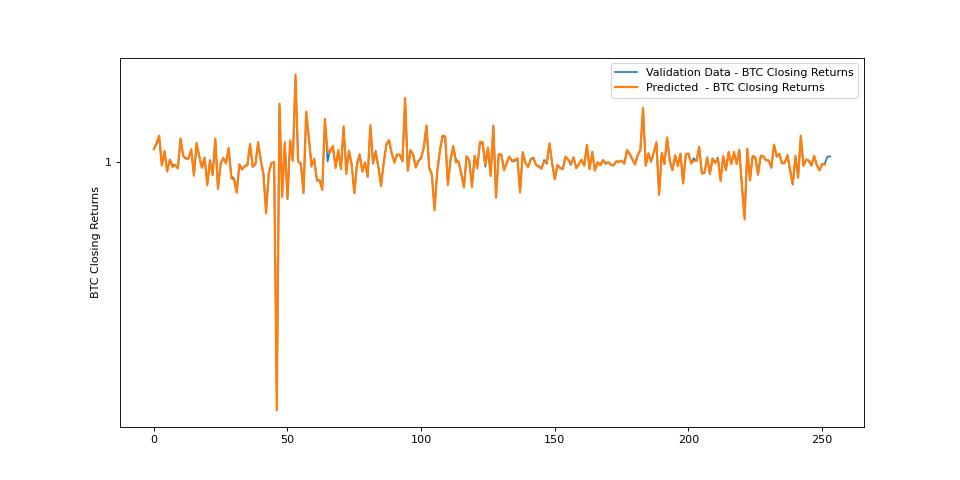 Validation Data - BTC Closing Returns
Predicted  - BTC Closing Returns
1
BTC Closing Returns
0
50
100
150
200
250